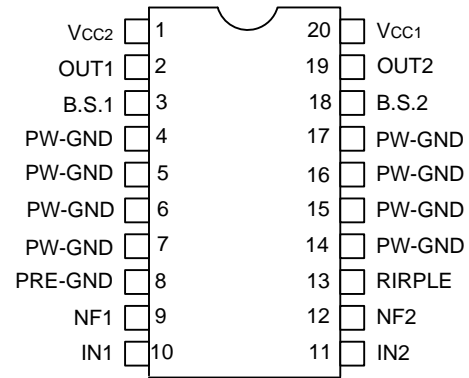 VCC2 1 20 VCC1
OUT1 2 19 OUT2
B.S.1 3 18 B.S.2
PW-GND 4 17 PW-GND
PW-GND 5 16 PW-GND
PW-GND 6 15 PW-GND
PW-GND 7 14 PW-GND
PRE-GND 8 13 RIRPLE
NF1 9 12 NF2
IN1 10 11 IN2